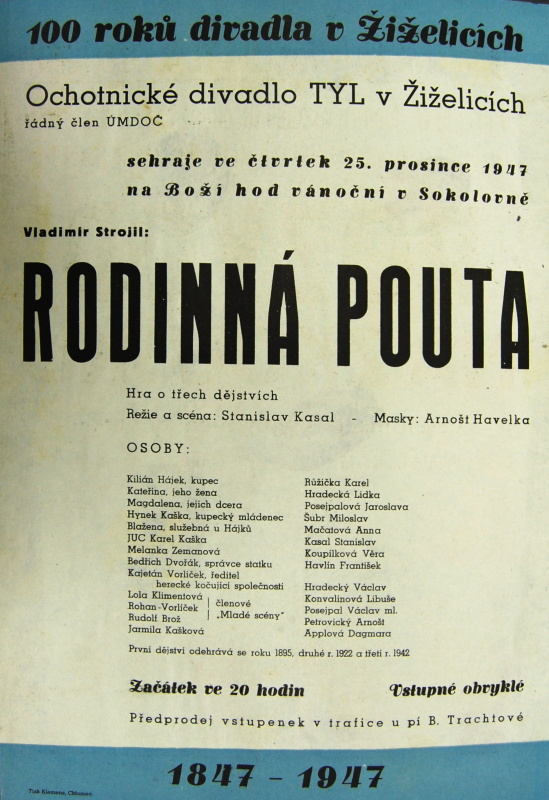 100 roků divadla v Žiželicích
Ochotnické divadlo TYL v Žiželicích
řádný člen ÚMDOČ
sehraje ve čtvrtek 25. prosince 1947
na Boží hod vánoční v Sokolovně
Vladimír Strojil:
RODINNÁ POUTA
Hra o třech dějstvích
Režie a scéna: Stanislav Kasal - Masky: Arnošt Havelka
OSOBY:
Kilián Hájek, kupec Růžička Karel
Kateřina, jeho žena Hradecká Lidka
Magdalena, jejich dcera Posejpalová Jaroslava
Hynek Kaška, kupecký mládenec Šubr Miloslav
Blažena, služebná u Hájků Mačatová Anna
JUC Karel Kaška Kasal Stanislav
Melanka Zemanová Koupilková Věra
Bedřich Dvořák, správce statku Havlín František
Kajetán Vorlíček, ředitel
herecké kočující společnosti Hradecký Václav
Lola Klimentová Konvalinová Libuše
Rohan-Vorlíček členové Posejpal Václav ml.
Rudolf Brož „Mladé scény" Petrovický Arnošt
Jarmila Kašková Applová Dagmara
První dějství odehrává se roku 1895, druhé r. 1922 a třetí r. 1942
Začátek ve 20 hodin Vstupné obvyklé
Předprodej vstupenek v trafice u pí B. Trachtové
1847 - 1947
Tisk Klemens, Chlumec